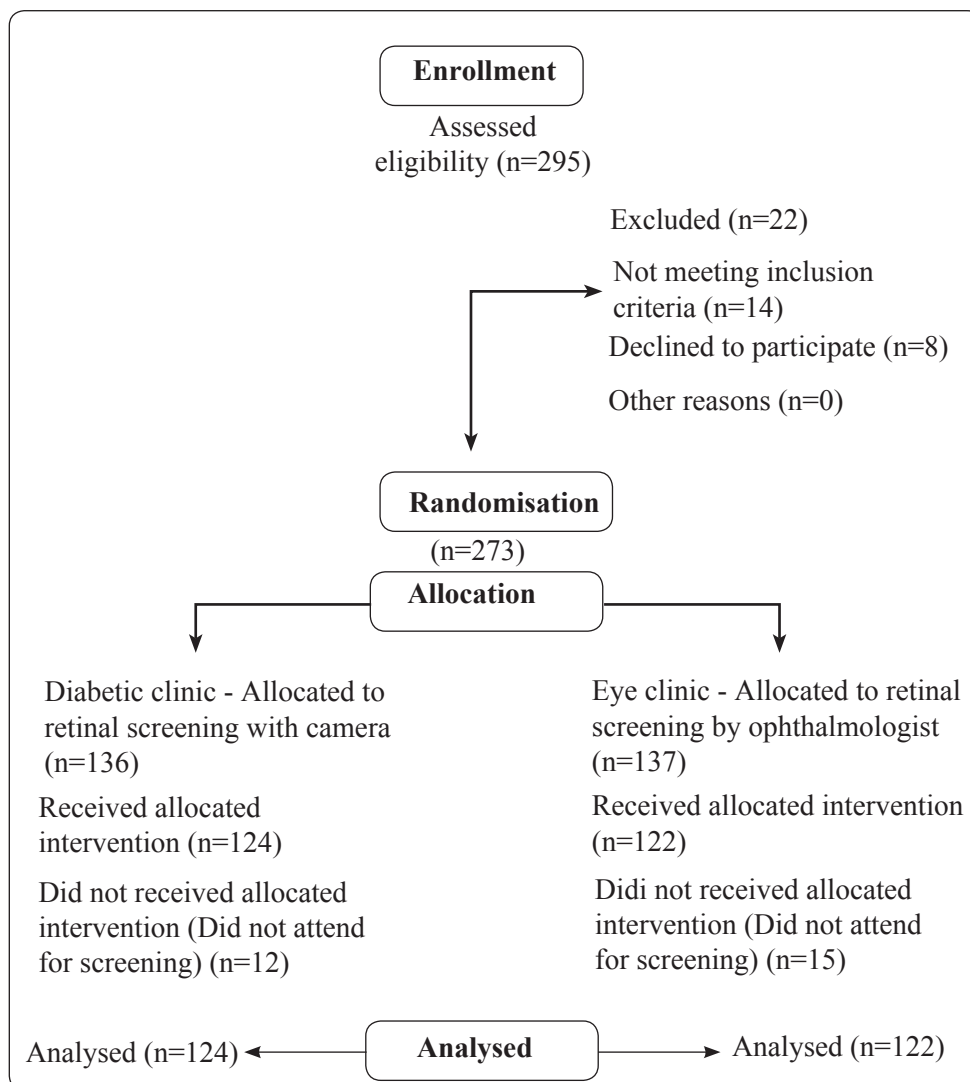 Enrollment
Assessed
eligibility (n=295)
Excluded (n=22)
Not meeting inclusion
criteria (n=14)
Declined to participate (n=8)
Other reasons (n=0)
Randomisation
(n=273)
Allocation
Diabetic clinic - Allocated to
retinal screening with camera
(n=136)
Received allocated
intervention (n=124)
Did not received allocated
intervention (Did not attend
for screening) (n=12)
Eye clinic - Allocated to retinal
screening by ophthalmologist
(n=137)
Received allocated intervention
(n=122)
Didi not received allocated
intervention (Did not attend
for screening) (n=15)
Analysed (n=124)
Analysed
Analysed (n=122)